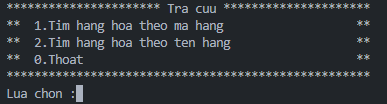 ********************** Tra cuu ********************
**  1.Tim hang hoa theo ma hang                  **
**  2.Tim hang hoa theo ten hang                 **
**  0.Thoat                                      **
***************************************************
Lua chon :